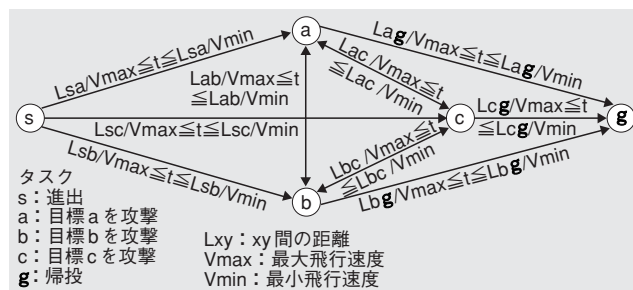 a
Lsa/Vmax≦t≦Lsa/Vmin
Lag/Vmax≦t≦Lag/Vmin
Lab/Vmax≦t
≦Lab/Vmin
Lac/Vmax≦t
≦Lac/Vmin
s
Lsc/Vmax≦t≦Lsc/Vmin
c
Lcg/Vmax≦t
≦Lcg/Vmin
g
Lsb/Vmax≦t≦Lsb/Vmin
Lbc/Vmax≦t
≦Lbc/Vmin
Lbg/Vmax≦t≦Lbg/Vmin
b
タスク
s：進出
a：目標aを攻撃
b：目標bを攻撃
c：目標cを攻撃
g：帰投
Lxy：xy間の距離
Vmax：最大飛行速度
Vmin：最小飛行速度